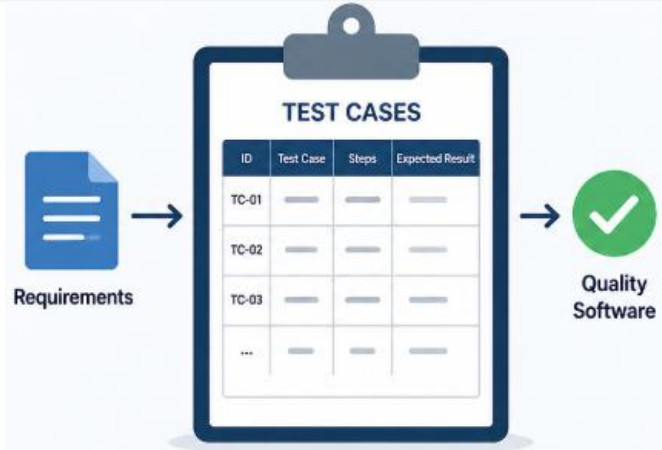 TEST CASES
ID Test Case Steps Expected Result
TC-01
TC-02
TC-03
...
Requirements
Quality
Software